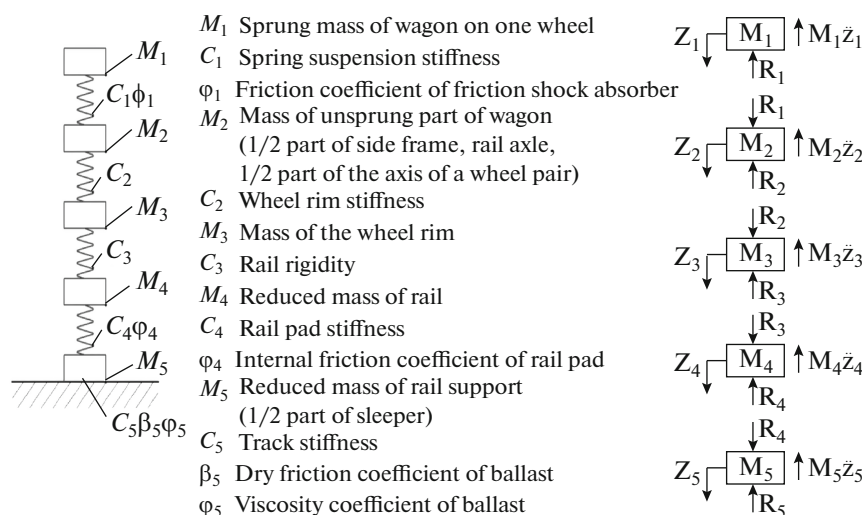 M₁
C₁ϕ₁
M₂
C₂
M₃
C₃
M₄
C₄φ₄
M₅
C₅β₅φ₅
M₁ Sprung mass of wagon on one wheel
C₁ Spring suspension stiffness
φ₁ Friction coefficient of friction shock absorber
M₂ Mass of unsprung part of wagon
(1/2 part of side frame, rail axle,
1/2 part of the axis of a wheel pair)
C₂ Wheel rim stiffness
M₃ Mass of the wheel rim
C₃ Rail rigidity
M₄ Reduced mass of rail
C₄ Rail pad stiffness
φ₄ Internal friction coefficient of rail pad
M₅ Reduced mass of rail support
(1/2 part of sleeper)
C₅ Track stiffness
β₅ Dry friction coefficient of ballast
φ₅ Viscosity coefficient of ballast
Z₁ M₁ M₁z̈₁
R₁
R₁
Z₂ M₂ M₂z̈₂
R₂
R₂
Z₃ M₃ M₃z̈₃
R₃
R₃
Z₄ M₄ M₄z̈₄
R₄
R₄
Z₅ M₅ M₅z̈₅
R₅